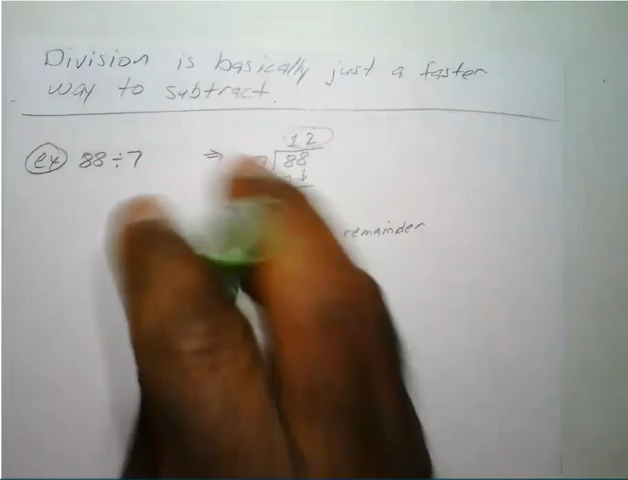 Division is basically just a faster
way to subtract.
ex 88÷7 ⇒
12
88
remainder